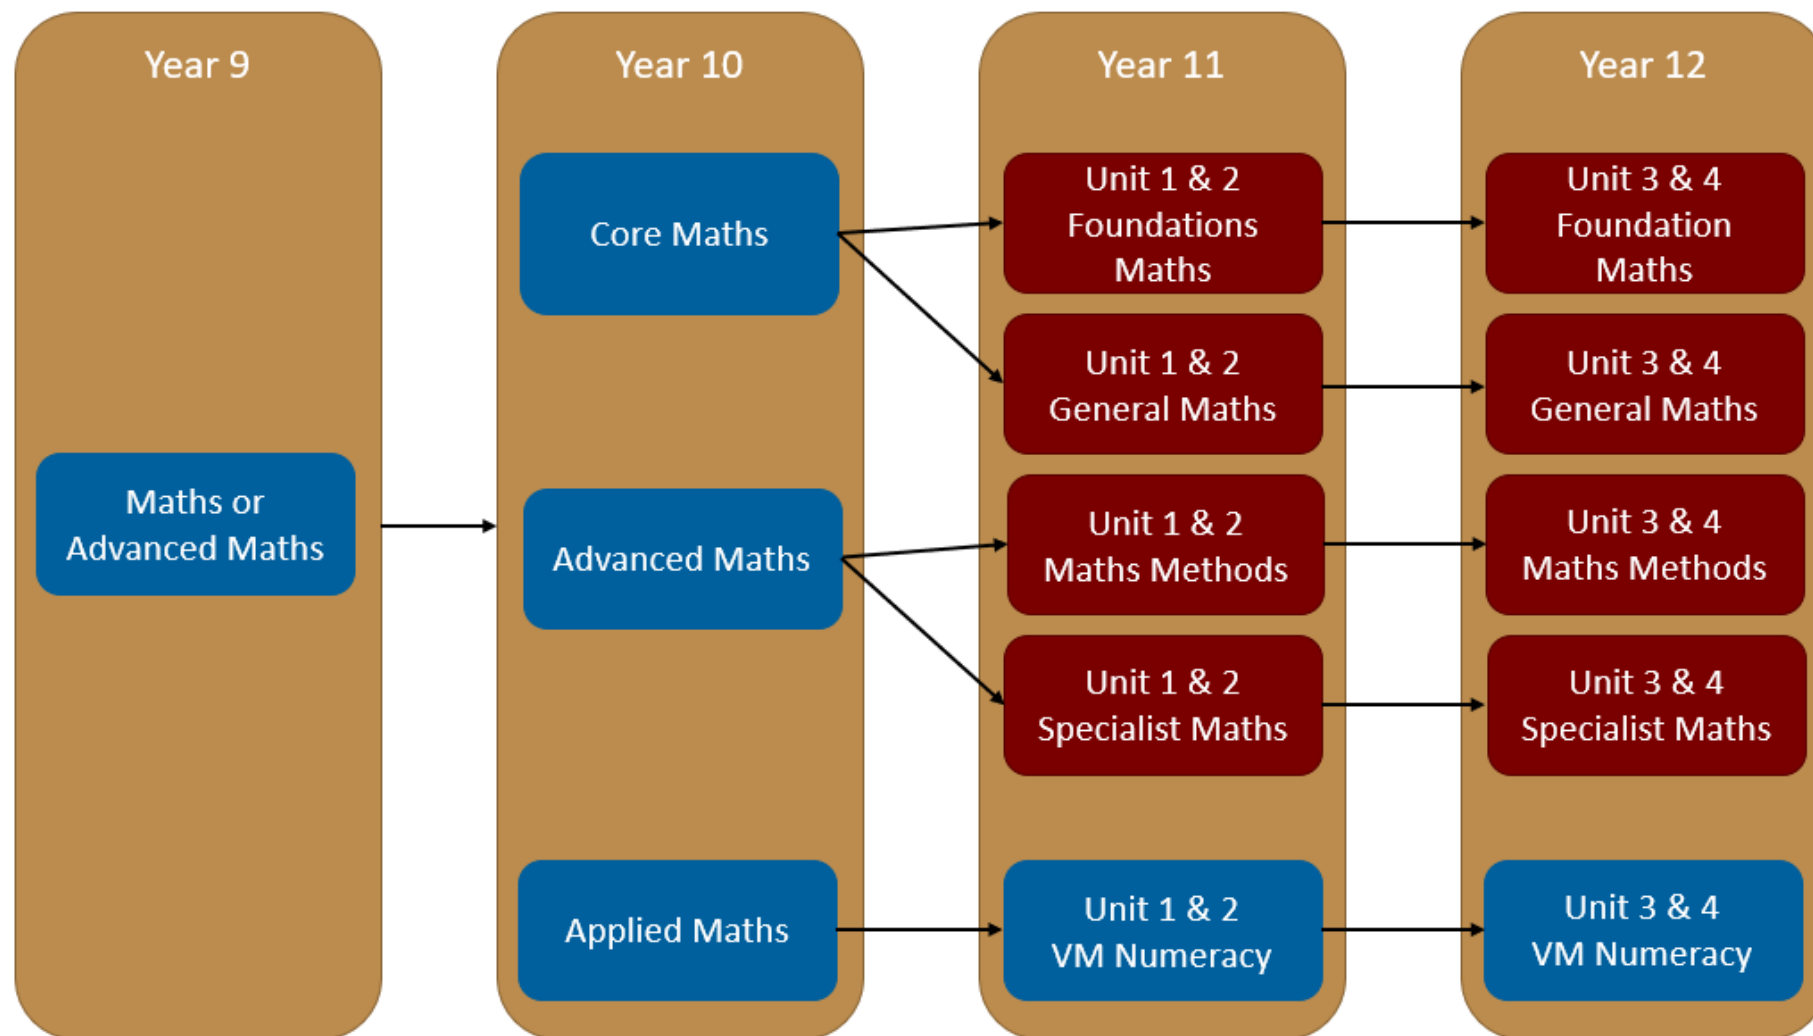 Year 9
Maths or
Advanced Maths
Year 10
Core Maths
Advanced Maths
Applied Maths
Year 11
Unit 1 & 2
Foundations
Maths
Unit 1 & 2
General Maths
Unit 1 & 2
Maths Methods
Unit 1 & 2
Specialist Maths
Unit 1 & 2
VM Numeracy
Year 12
Unit 3 & 4
Foundation
Maths
Unit 3 & 4
General Maths
Unit 3 & 4
Maths Methods
Unit 3 & 4
Specialist Maths
Unit 3 & 4
VM Numeracy